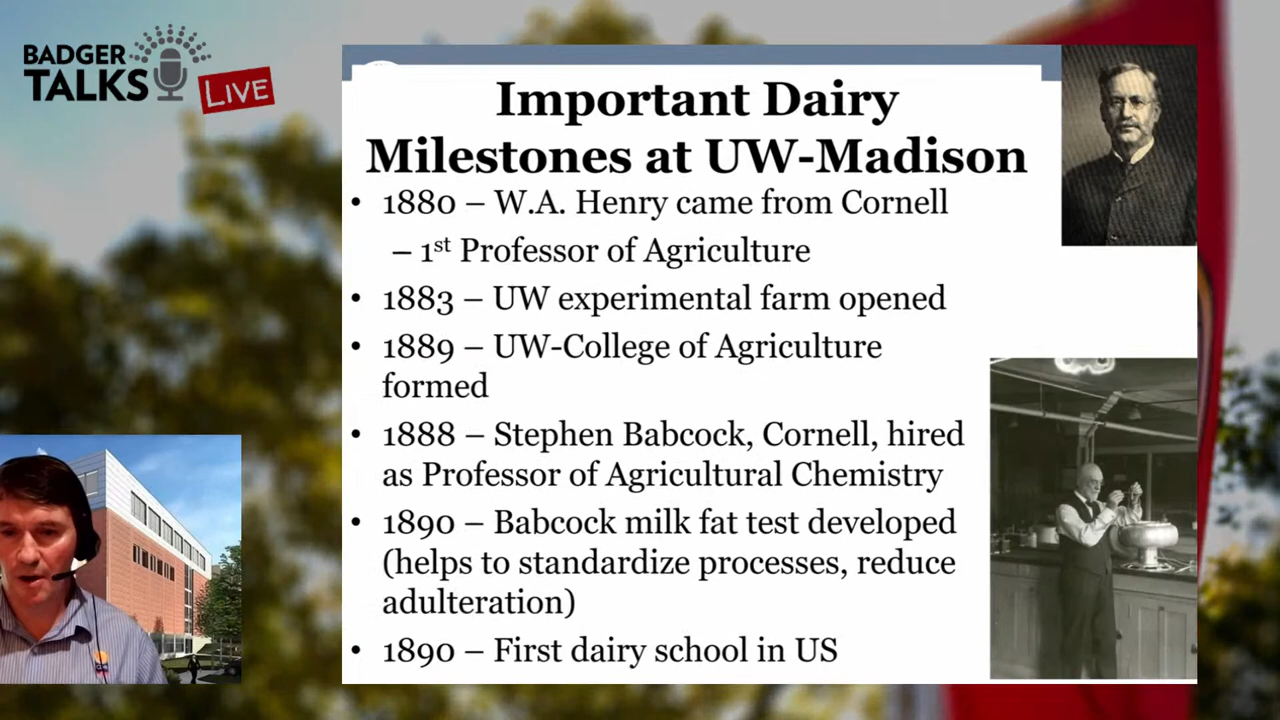 BADGER
TALKS
LIVE
Important Dairy
Milestones at UW-Madison
• 1880 – W.A. Henry came from Cornell
– 1st Professor of Agriculture
• 1883 – UW experimental farm opened
• 1889 – UW-College of Agriculture
formed
• 1888 – Stephen Babcock, Cornell, hired
as Professor of Agricultural Chemistry
• 1890 – Babcock milk fat test developed
(helps to standardize processes, reduce
adulteration)
• 1890 – First dairy school in US